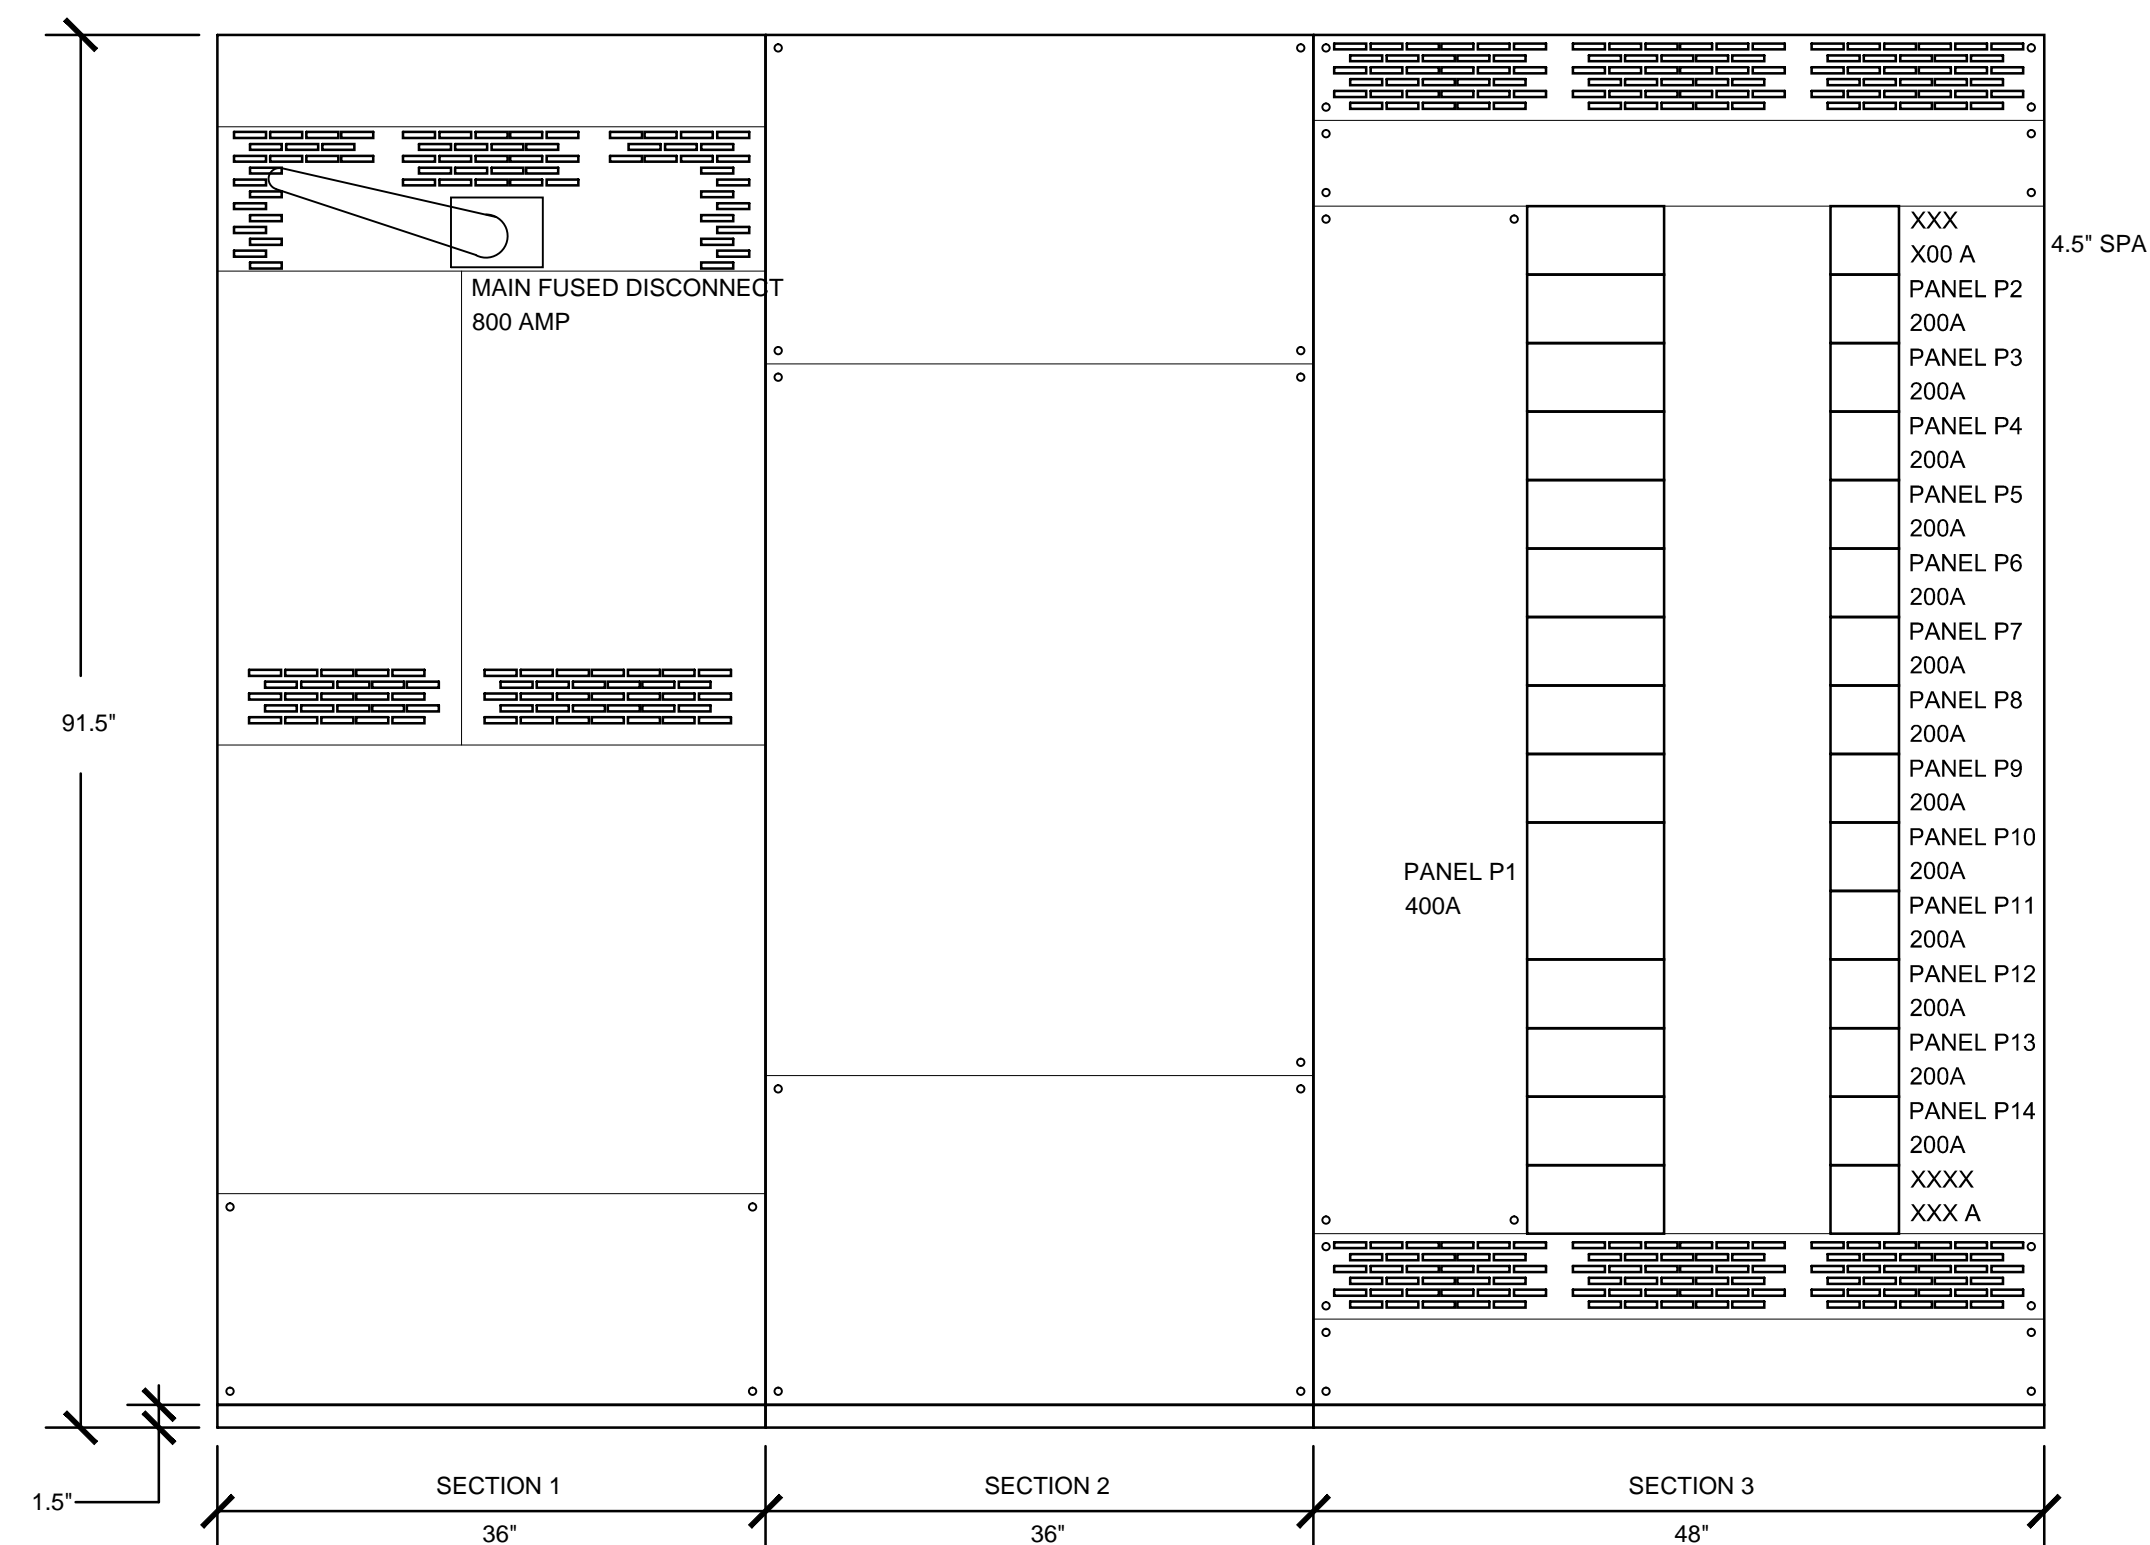 XXX
X00 A
4.5" SPA
MAIN FUSED DISCONNECT
800 AMP
PANEL P2
200A
PANEL P3
200A
PANEL P4
200A
PANEL P5
200A
PANEL P6
200A
PANEL P7
200A
PANEL P8
200A
91.5"
PANEL P9
200A
PANEL P10
200A
PANEL P1
400A
PANEL P11
200A
PANEL P12
200A
PANEL P13
200A
PANEL P14
200A
XXXX
XXX A
SECTION 1
SECTION 2
SECTION 3
1.5"
36"
36"
48"